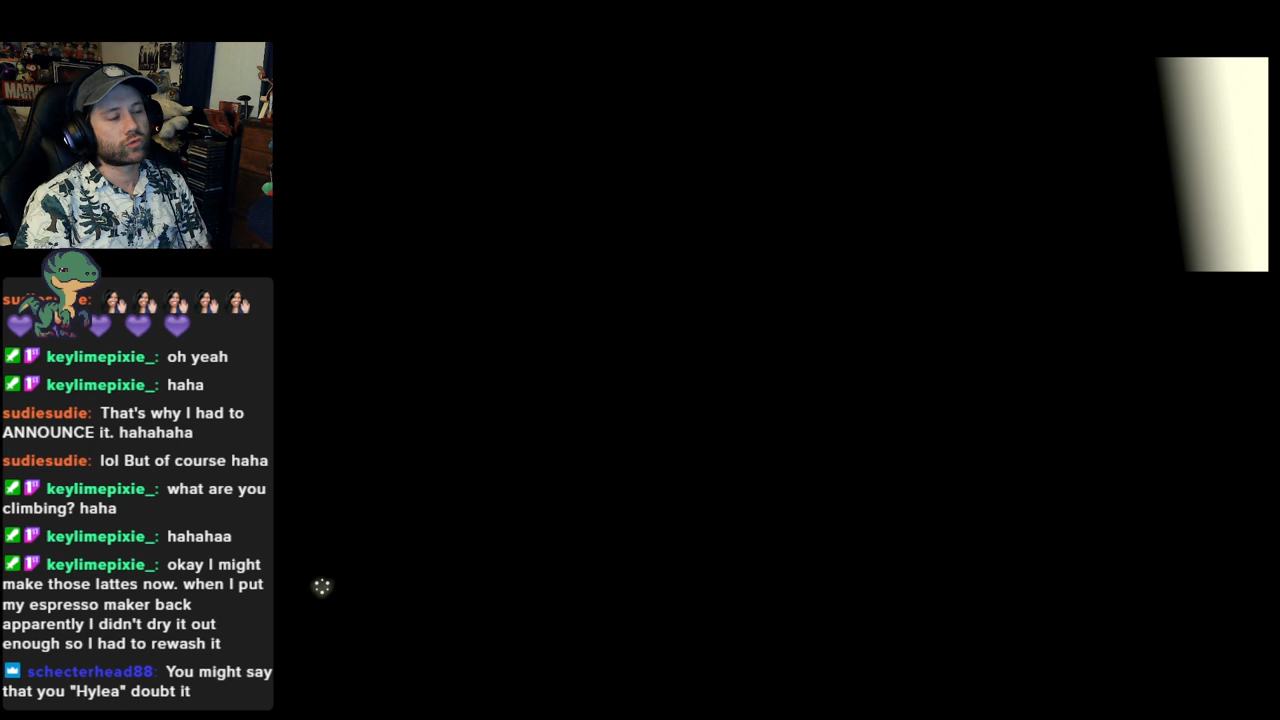 MARV
sudiesudie:
keylimepixie_: oh yeah
keylimepixie_: haha
sudiesudie: That's why I had to
ANNOUNCE it. hahahaha
sudiesudie: lol But of course haha
keylimepixie_: what are you
climbing? haha
keylimepixie_: hahahaa
keylimepixie_: okay I might
make those lattes now. when I put
my espresso maker back
apparently I didn't dry it out
enough so I had to rewash it
schecterhead88: You might say
that you "Hylea" doubt it